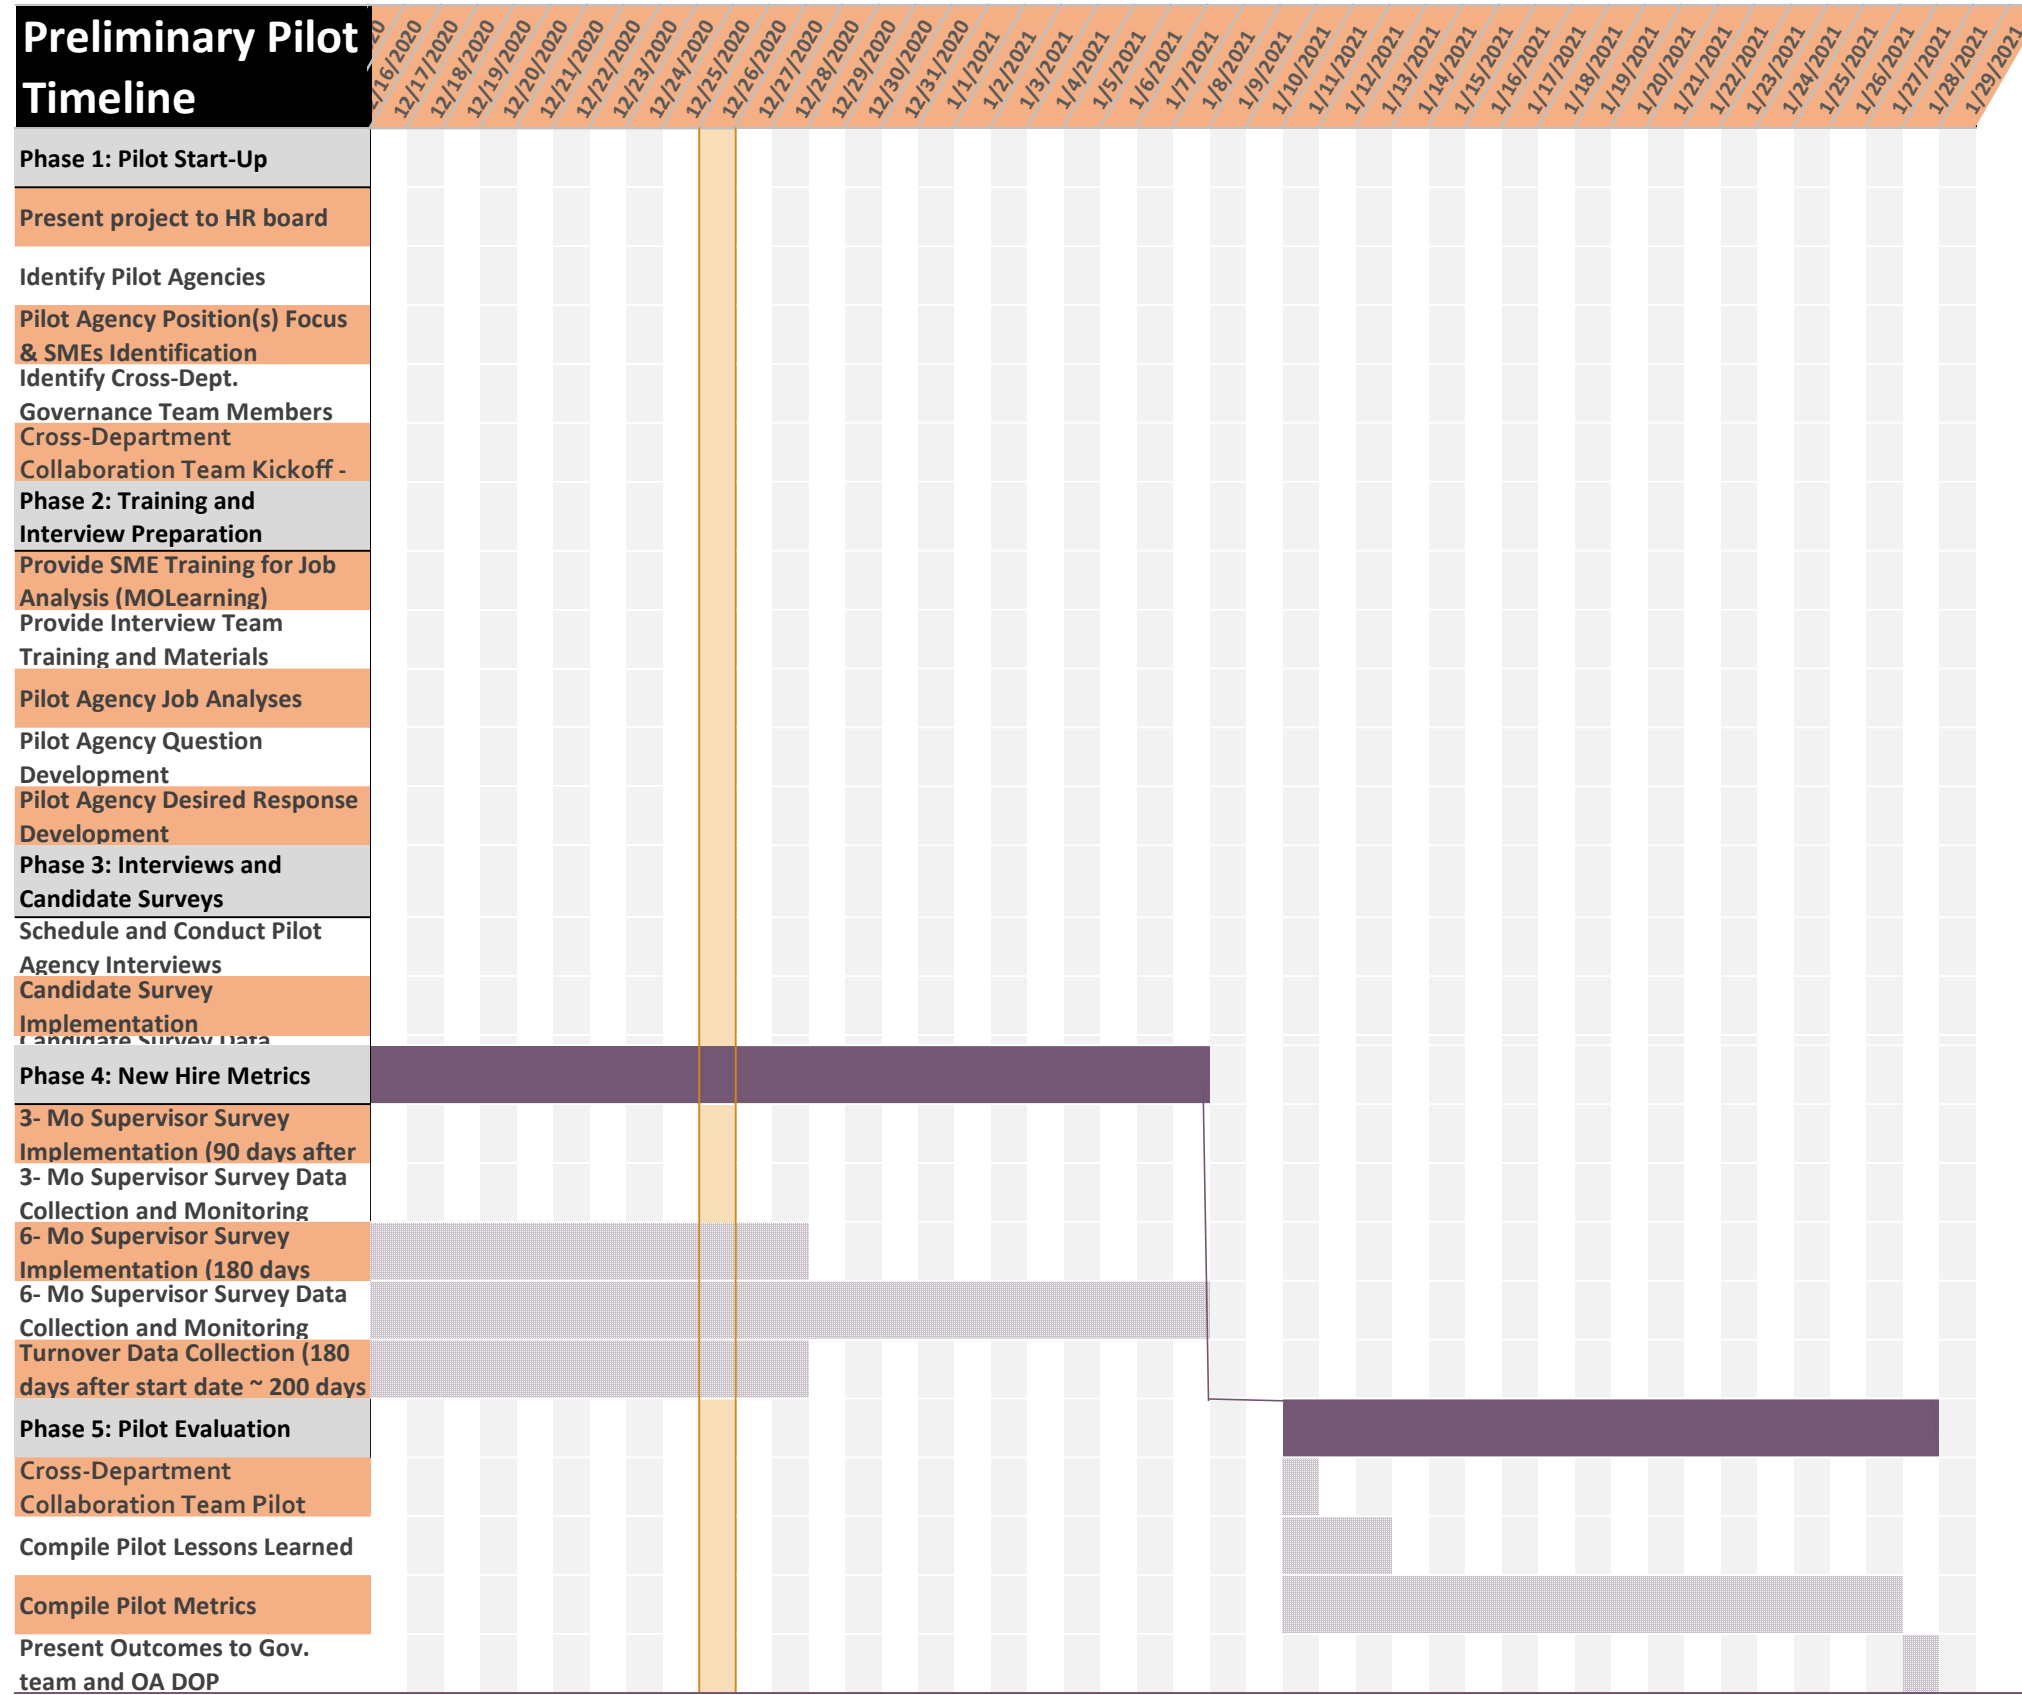 Preliminary Pilot
Timeline
20
/16/2020
12/17/2020
12/18/2020
12/19/2020
12/20/2020
12/21/2020
12/22/2020
12/23/2020
12/24/2020
12/25/2020
12/26/2020
12/27/2020
12/28/2020
12/29/2020
12/30/2020
12/31/2020
1/1/2021
1/2/2021
1/3/2021
1/4/2021
1/5/2021
1/6/2021
1/7/2021
1/8/2021
1/9/2021
1/10/2021
1/11/2021
1/12/2021
1/13/2021
1/14/2021
1/15/2021
1/16/2021
1/17/2021
1/18/2021
1/19/2021
1/20/2021
1/21/2021
1/22/2021
1/23/2021
1/24/2021
1/25/2021
1/26/2021
1/27/2021
1/28/2021
1/29/2021
Phase 1: Pilot Start-Up
Present project to HR board
Identify Pilot Agencies
Pilot Agency Position(s) Focus
& SMEs Identification
Identify Cross-Dept.
Governance Team Members
Cross-Department
Collaboration Team Kickoff -
Phase 2: Training and
Interview Preparation
Provide SME Training for Job
Analysis (MOLearning)
Provide Interview Team
Training and Materials
Pilot Agency Job Analyses
Pilot Agency Question
Development
Pilot Agency Desired Response
Development
Phase 3: Interviews and
Candidate Surveys
Schedule and Conduct Pilot
Agency Interviews
Candidate Survey
Implementation
Candidate Survey Data
Phase 4: New Hire Metrics
3- Mo Supervisor Survey
Implementation (90 days after
3- Mo Supervisor Survey Data
Collection and Monitoring
6- Mo Supervisor Survey
Implementation (180 days
6- Mo Supervisor Survey Data
Collection and Monitoring
Turnover Data Collection (180
days after start date ~ 200 days
Phase 5: Pilot Evaluation
Cross-Department
Collaboration Team Pilot
Compile Pilot Lessons Learned
Compile Pilot Metrics
Present Outcomes to Gov.
team and OA DOP